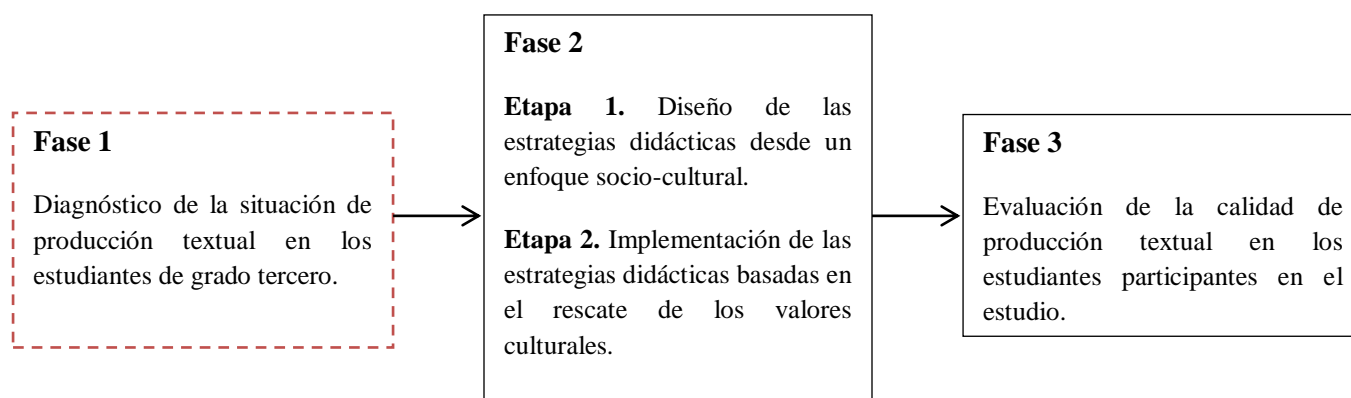 Fase 1
Diagnóstico de la situación de
producción textual en los
estudiantes de grado tercero.
Fase 2
Etapa 1. Diseño de las
estrategias didácticas desde un
enfoque socio-cultural.
Etapa 2. Implementación de las
estrategias didácticas basadas en
el rescate de los valores
culturales.
Fase 3
Evaluación de la calidad de
producción textual en los
estudiantes participantes en el
estudio.